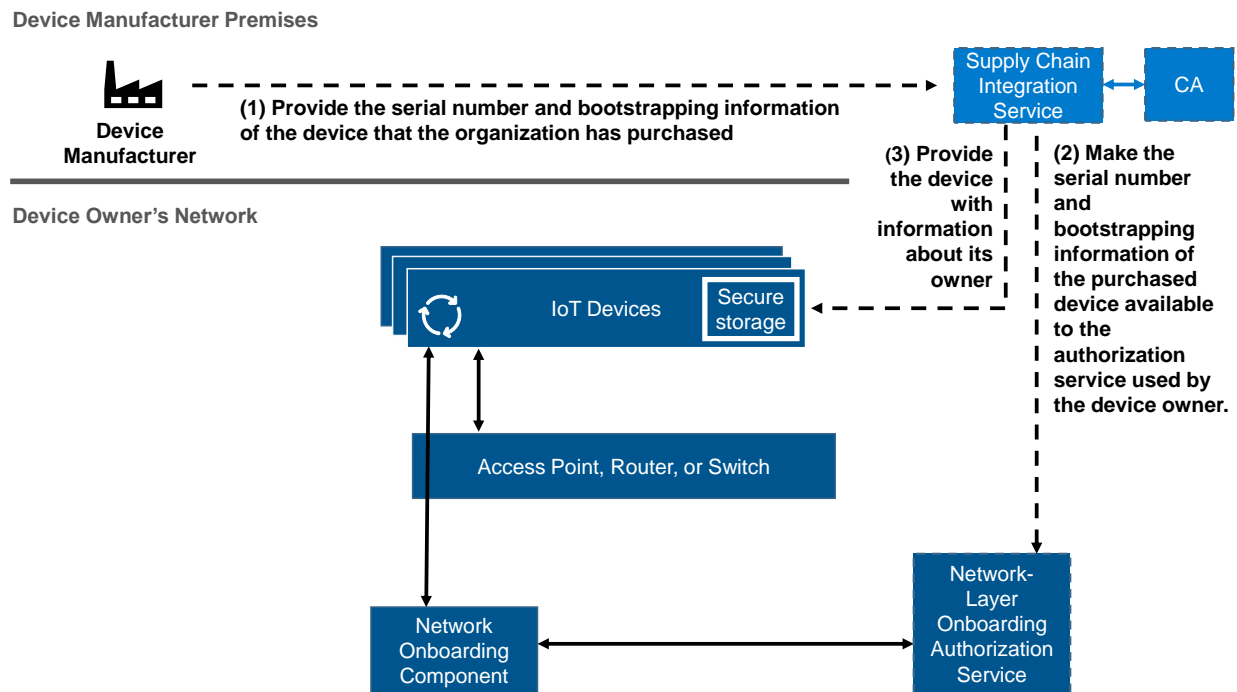 Device Manufacturer Premises
Device
Manufacturer
(1) Provide the serial number and bootstrapping information
of the device that the organization has purchased
Supply Chain
Integration
Service
CA
(3) Provide
the device
with
information
about its
owner
(2) Make the
serial number
and
bootstrapping
information of
the purchased
device available
to the
authorization
service used by
the device owner.
Device Owner’s Network
IoT Devices
Secure
storage
Access Point, Router, or Switch
Network
Onboarding
Component
Network-
Layer
Onboarding
Authorization
Service